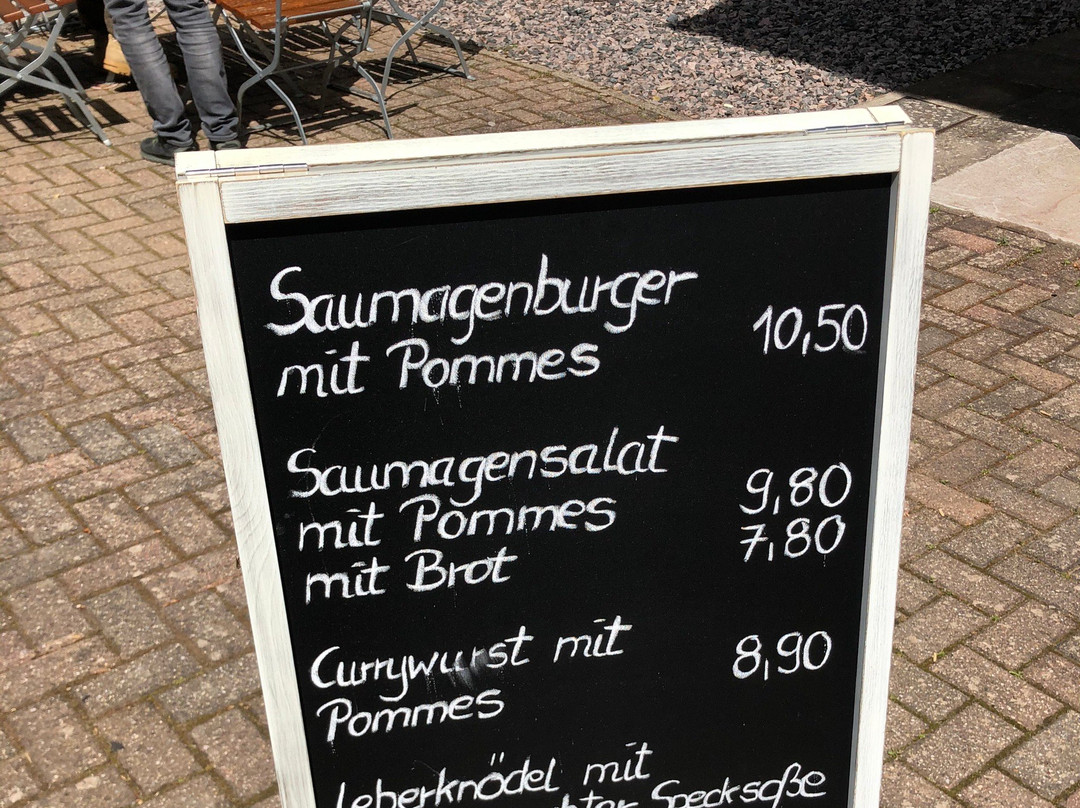 Saumagenburger
mit Pommes 10,50
Saumagensalat
mit Pommes 9,80
mit Brot 7,80
Currywurst mit 8,90
Pommes
Leberknödel mit
Specksoße